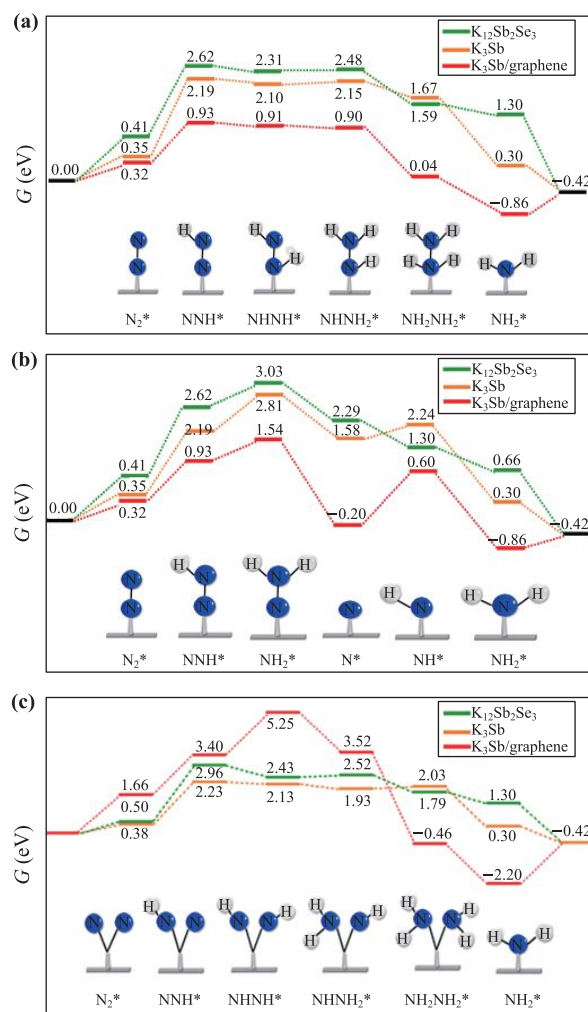 (a)
K₁₂Sb₂Se₃
K₃Sb
K₃Sb/graphene
G (eV)
0.00
0.41
0.35
0.32
2.62
2.19
0.93
2.31
2.10
0.91
2.48
2.15
0.90
1.67
1.59
0.04
1.30
0.30
−0.86
−0.42
N N
H N N
H N N H
H H N N H
H H N H N H
H N H
N₂* NNH* NHNH* NHNH₂* NH₂NH₂* NH₂*
(b)
K₁₂Sb₂Se₃
K₃Sb
K₃Sb/graphene
G (eV)
0.00
0.41
0.35
0.32
2.62
2.19
0.93
3.03
2.81
1.54
2.29
1.58
−0.20
2.24
1.30
0.60
0.66
0.30
−0.86
−0.42
N N
H N N
H H N N
N
H N
H N H
N₂* NNH* NH₂* N* NH* NH₂*
(c)
K₁₂Sb₂Se₃
K₃Sb
K₃Sb/graphene
G (eV)
1.66
0.50
0.38
3.40
2.96
2.23
5.25
2.43
2.13
3.52
2.52
1.93
2.03
1.79
−0.46
1.30
0.30
−2.20
−0.42
N N
H N N
H N N H
H N N H H
H N N H H H
H N H
N₂* NNH* NHNH* NHNH₂* NH₂NH₂* NH₂*